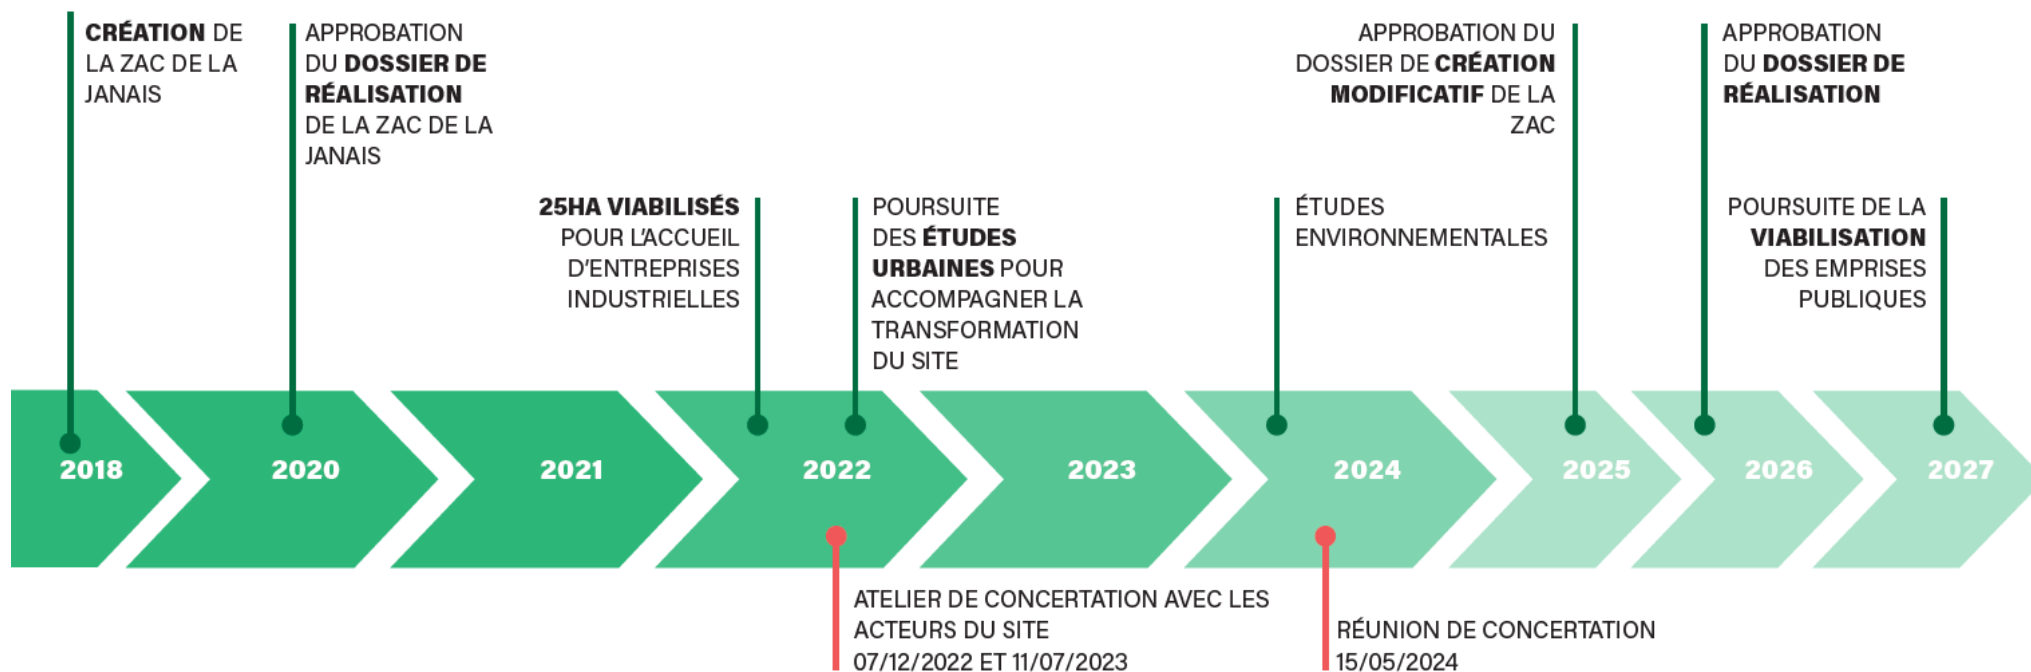 CRÉATION DE
LA ZAC DE LA
JANAIS
APPROBATION
DU DOSSIER DE
RÉALISATION
DE LA ZAC DE LA
JANAIS
25HA VIABILISÉS
POUR L'ACCUEIL
D'ENTREPRISES
INDUSTRIELLES
POURSUITE
DES ÉTUDES
URBAINES POUR
ACCOMPAGNER LA
TRANSFORMATION
DU SITE
ÉTUDES
ENVIRONNEMENTALES
APPROBATION DU
DOSSIER DE CRÉATION
MODIFICATIF DE LA
ZAC
APPROBATION
DU DOSSIER DE
RÉALISATION
POURSUITE DE LA
VIABILISATION
DES EMPRISES
PUBLIQUES
2018
2020
2021
2022
2023
2024
2025
2026
2027
ATELIER DE CONCERTATION AVEC LES
ACTEURS DU SITE
07/12/2022 ET 11/07/2023
RÉUNION DE CONCERTATION
15/05/2024